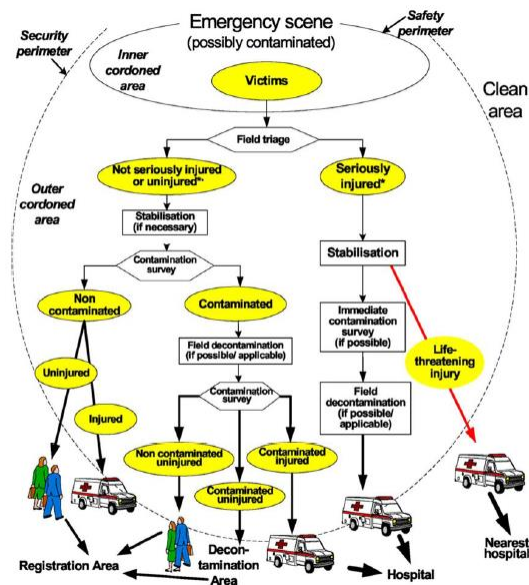 Emergency scene
(possibly contaminated)
Safety
perimeter
Security
perimeter
Inner
cordoned
area
Victims
Clean
area
Field triage
Not seriously injured
or uninjured*
Seriously
injured*
Outer
cordoned
area
Stabilisation
(if necessary)
Stabilisation
Contamination
survey
Non
contaminated
Contaminated
Immediate
contamination
survey
(if possible)
Life-
threatening
injury
Field decontamination
(if possible/ applicable)
Uninjured
Injured
Contamination
survey
Field
decontamination
(if possible/
applicable)
Non contaminated
uninjured
Contaminated
injured
Contaminated
uninjured
Registration Area
Decon-
tamination
Area
Hospital
Nearest
hospital